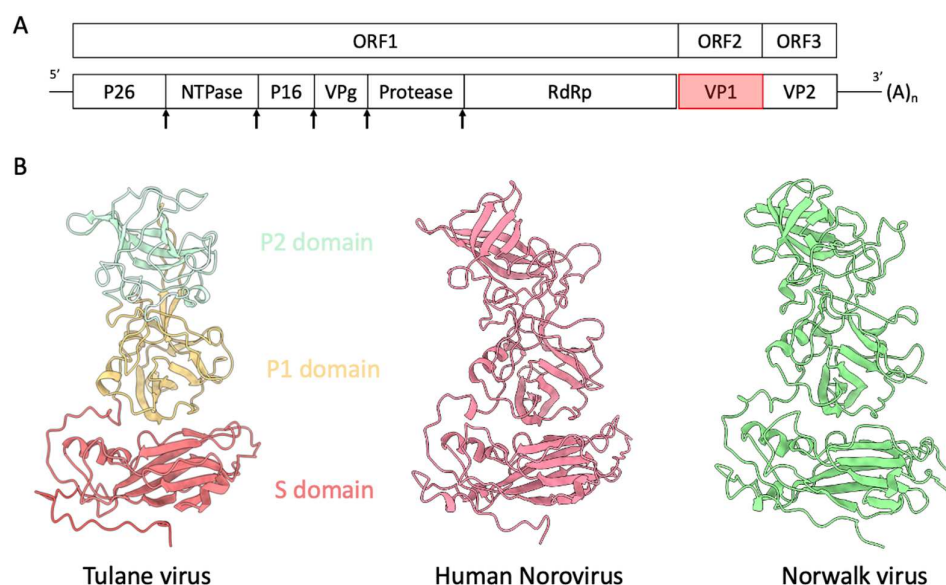 A
ORF1 ORF2 ORF3
5′ 3′
P26 NTPase P16 VPg Protease RdRp VP1 VP2 (A)n
B
P2 domain
P1 domain
S domain
Tulane virus Human Norovirus Norwalk virus